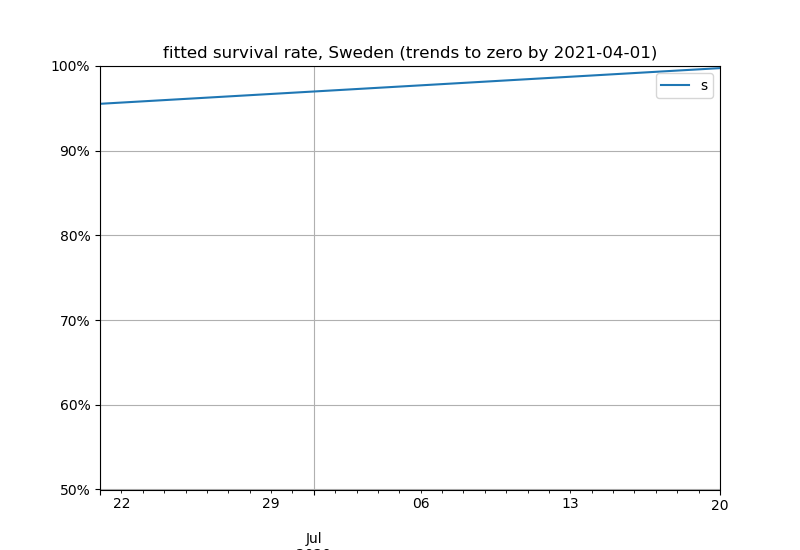 fitted survival rate, Sweden (trends to zero by 2021-04-01)
100%
s
90%
80%
70%
60%
50%
22 29 06 13 20
Jul